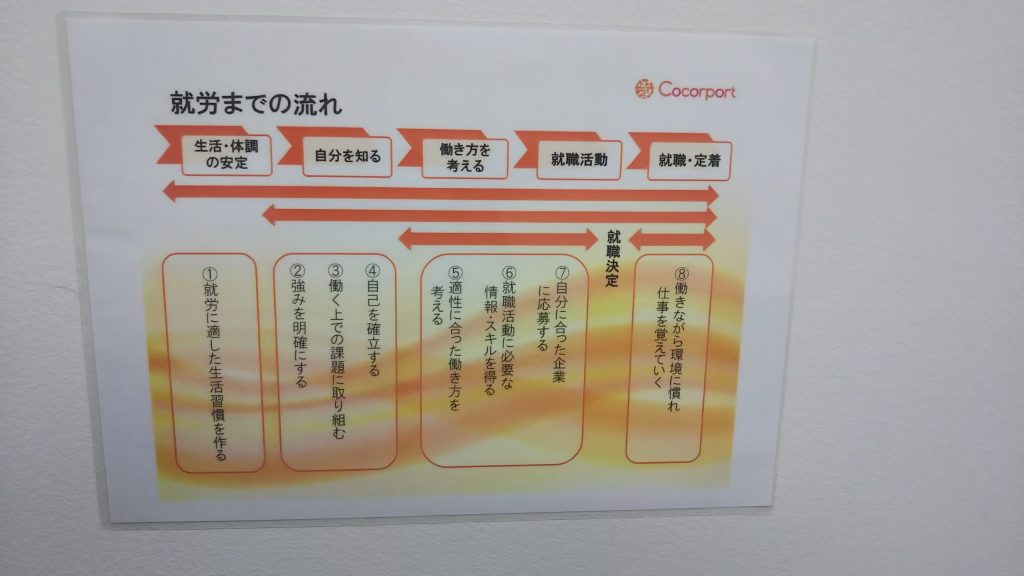 就労までの流れ
Cocorport
生活・体調
の安定
自分を知る
働き方を
考える
就職活動
就職・定着
就職決定
①就労に適した生活習慣を作る
②強みを明確にする
③働く上での課題に取り組む
④自己を確立する
⑤適性に合った働き方を
考える
⑥就職活動に必要な
情報・スキルを得る
⑦自分に合った企業
に応募する
⑧働きながら環境に慣れ
仕事を覚えていく